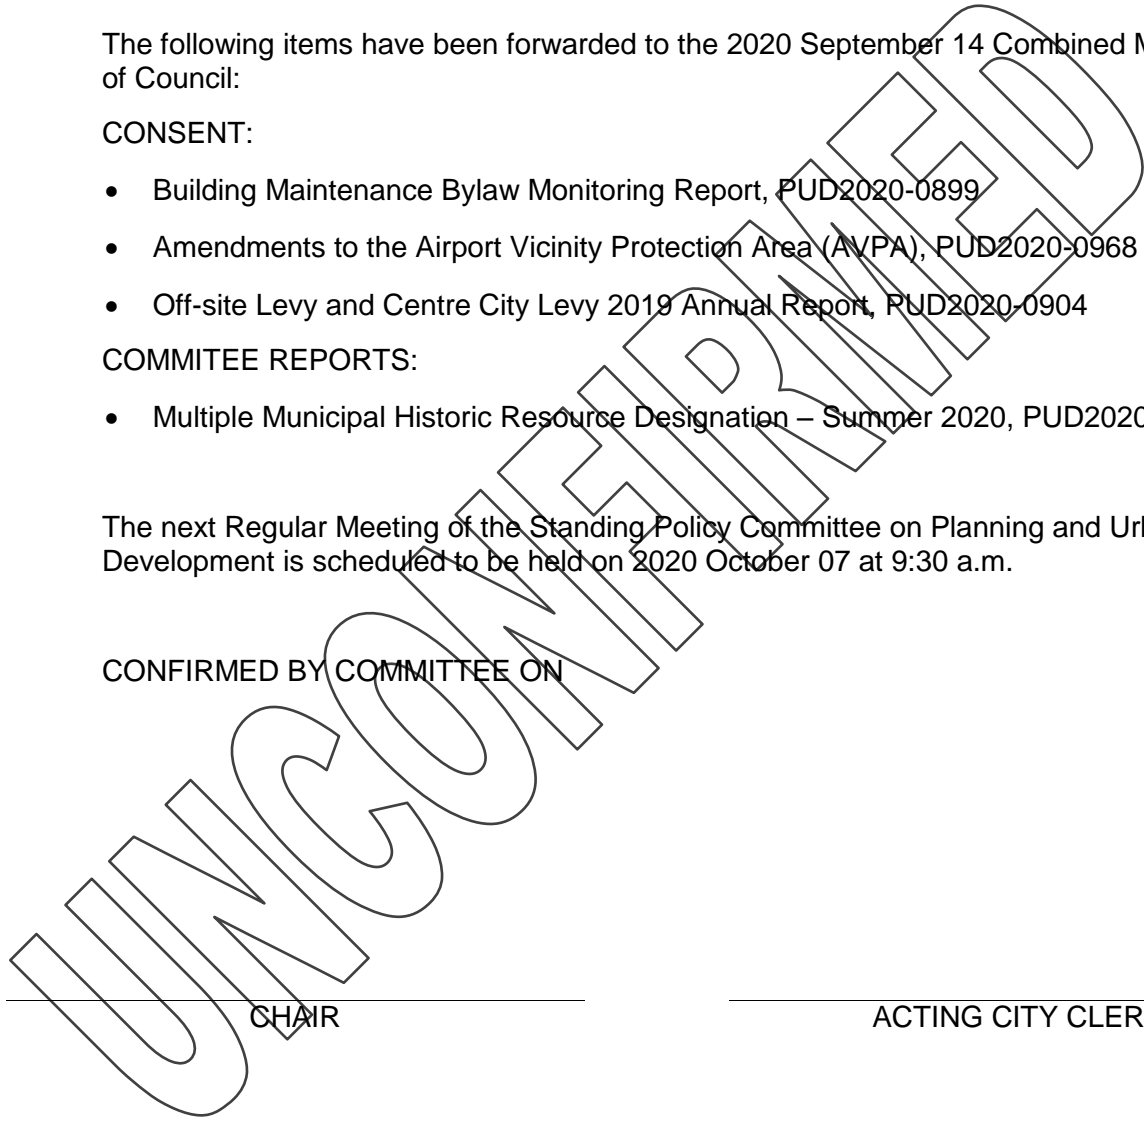 The following items have been forwarded to the 2020 September 14 Combined
of Council:
CONSENT:
• Building Maintenance Bylaw Monitoring Report, PUD2020-0899
• Amendments to the Airport Vicinity Protection Area (AVPA), PUD2020-0968
• Off-site Levy and Centre City Levy 2019 Annual Report, PUD2020-0904
COMMITEE REPORTS:
• Multiple Municipal Historic Resource Designation – Summer 2020, PUD2020
The next Regular Meeting of the Standing Policy Committee on Planning and
Development is scheduled to be held on 2020 October 07 at 9:30 a.m.
CONFIRMED BY COMMITTEE ON
UNCONFIRMED
CHAIR
ACTING CITY CLER